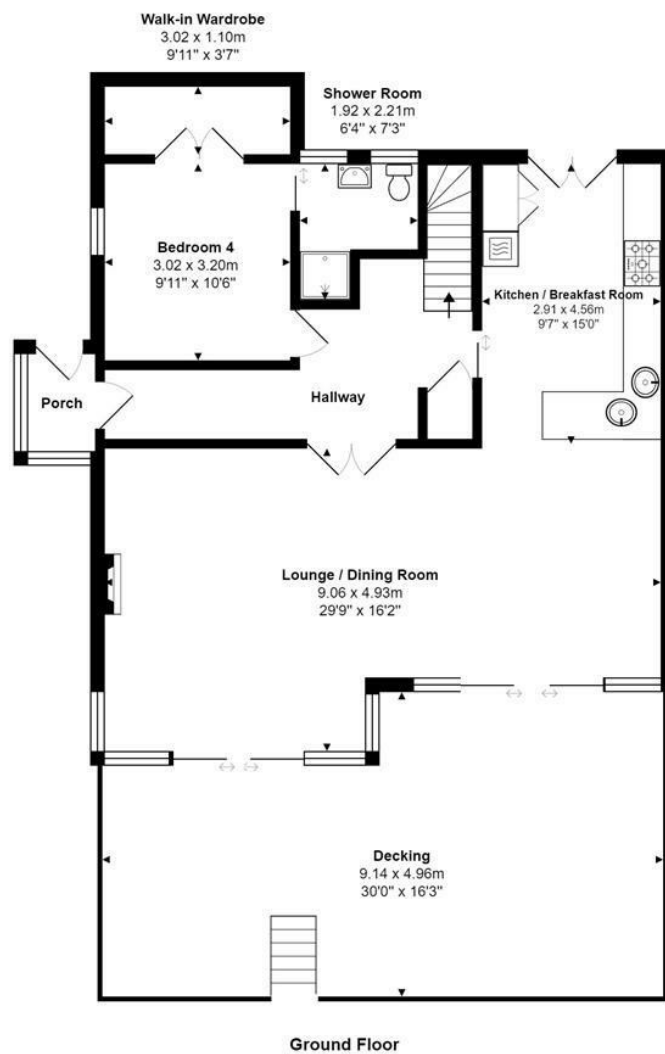 Walk-in Wardrobe
3.02 x 1.10m
9'11" x 3'7"
Shower Room
1.92 x 2.21m
6'4" x 7'3"
Bedroom 4
3.02 x 3.20m
9'11" x 10'6"
Kitchen / Breakfast Room
2.91 x 4.56m
9'7" x 15'0"
Porch
Hallway
Lounge / Dining Room
9.06 x 4.93m
29'9" x 16'2"
Decking
9.14 x 4.96m
30'0" x 16'3"
Ground Floor